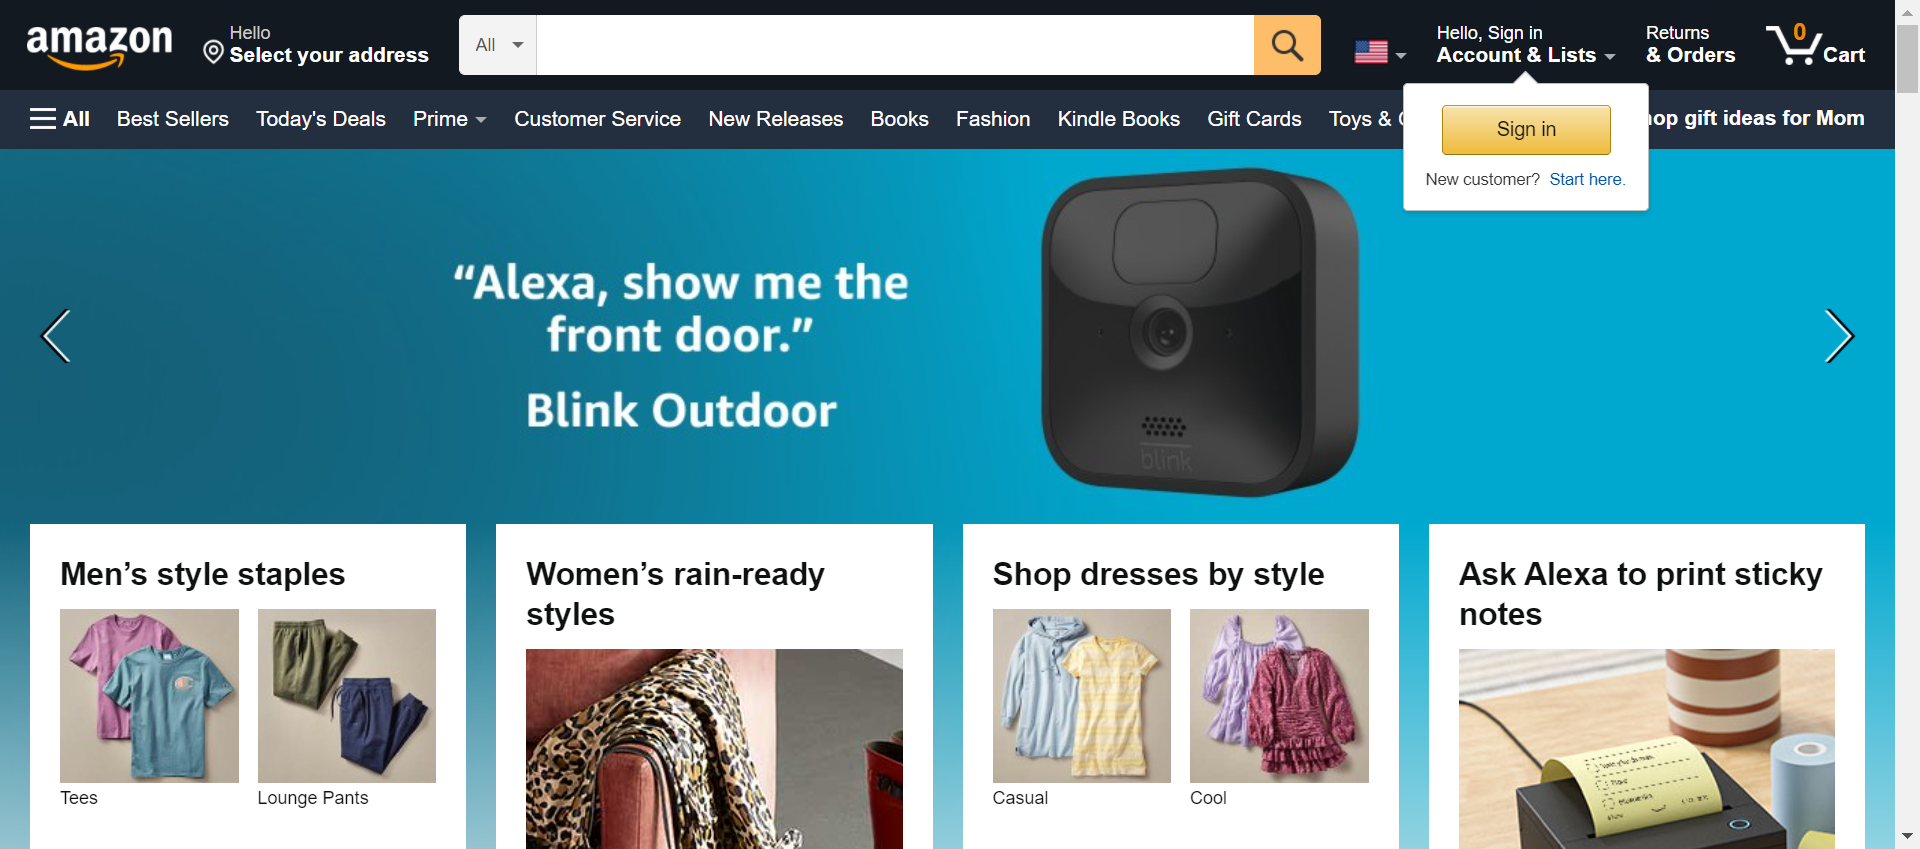 amazon
Hello
Select your address
All
Hello, Sign in
Account & Lists
Returns
& Orders
0
Cart
All
Best Sellers
Today's Deals
Prime
Customer Service
New Releases
Books
Fashion
Kindle Books
Gift Cards
Toys &
gift ideas for Mom
Sign in
New customer? Start here.
“Alexa, show me the
front door.”
Blink Outdoor
blink
Men’s style staples
Tees
Lounge Pants
Women’s rain-ready
styles
Shop dresses by style
Casual
Cool
Ask Alexa to print sticky
notes